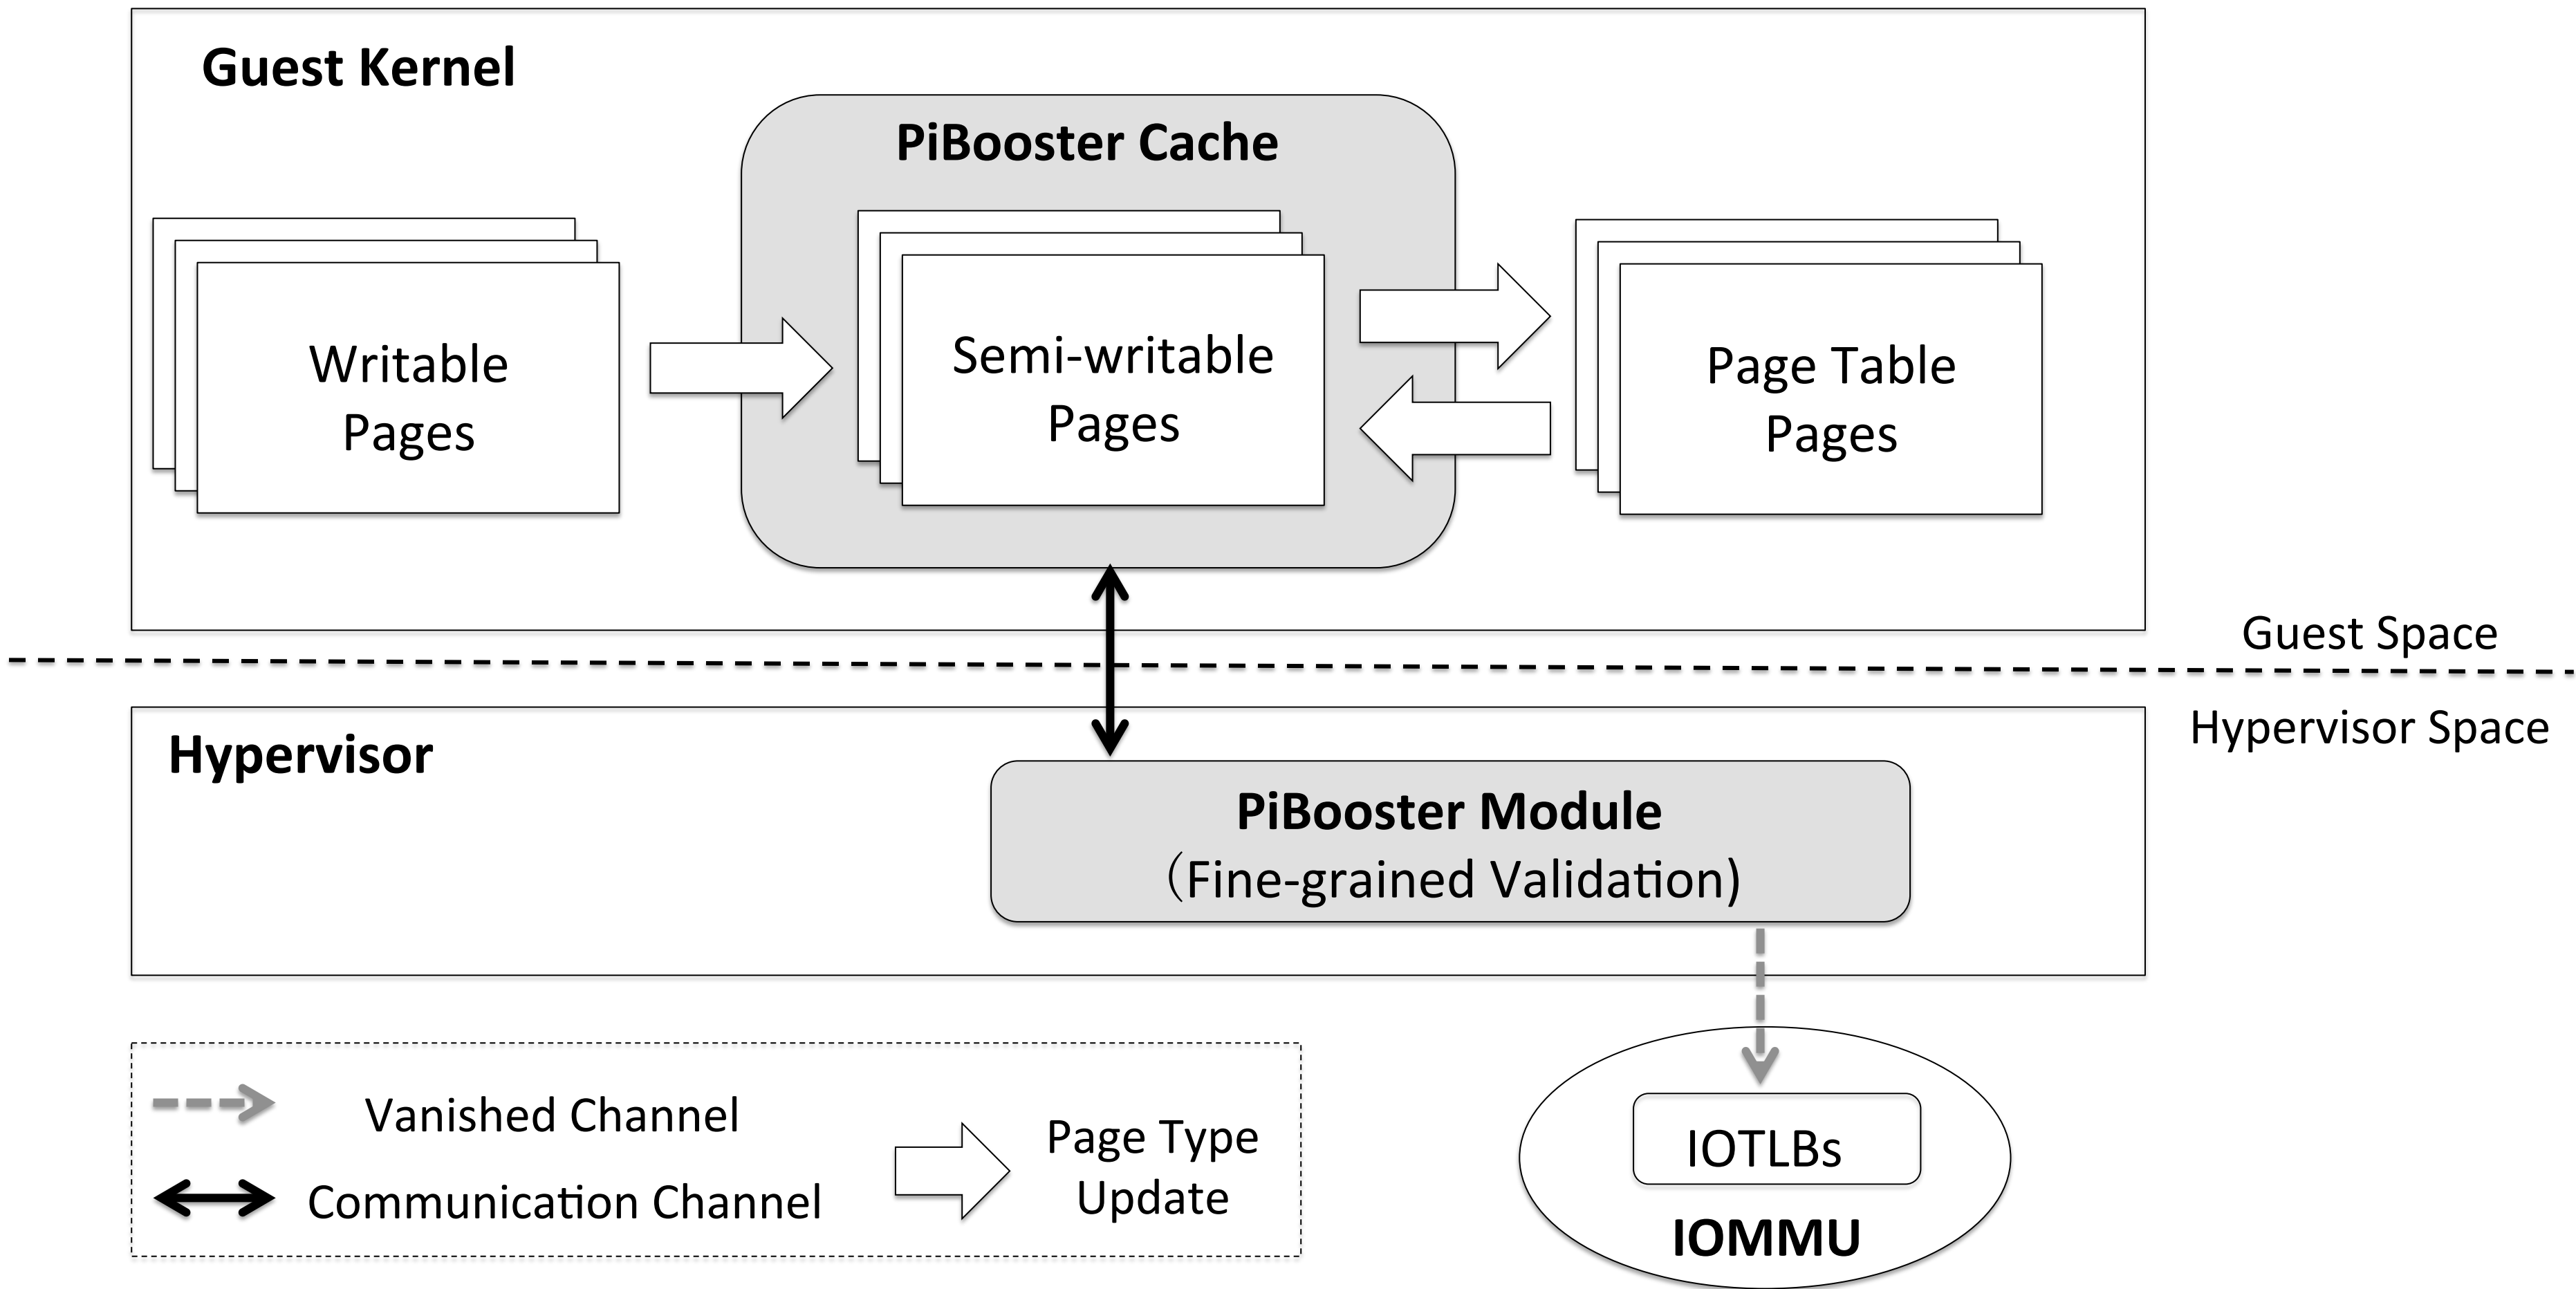 Guest Kernel
PiBooster Cache
Writable
Pages
Semi-writable
Pages
Page Table
Pages
Guest Space
Hypervisor Space
Hypervisor
PiBooster Module
（Fine-grained Validation)
Vanished Channel
Communication Channel
Page Type
Update
IOTLBs
IOMMU